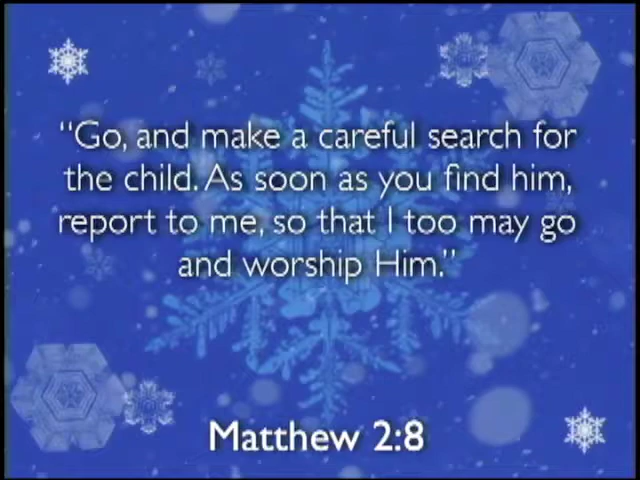 “Go, and make a careful search for
the child. As soon as you find him,
report to me, so that I too may go
and worship Him.”
Matthew 2:8